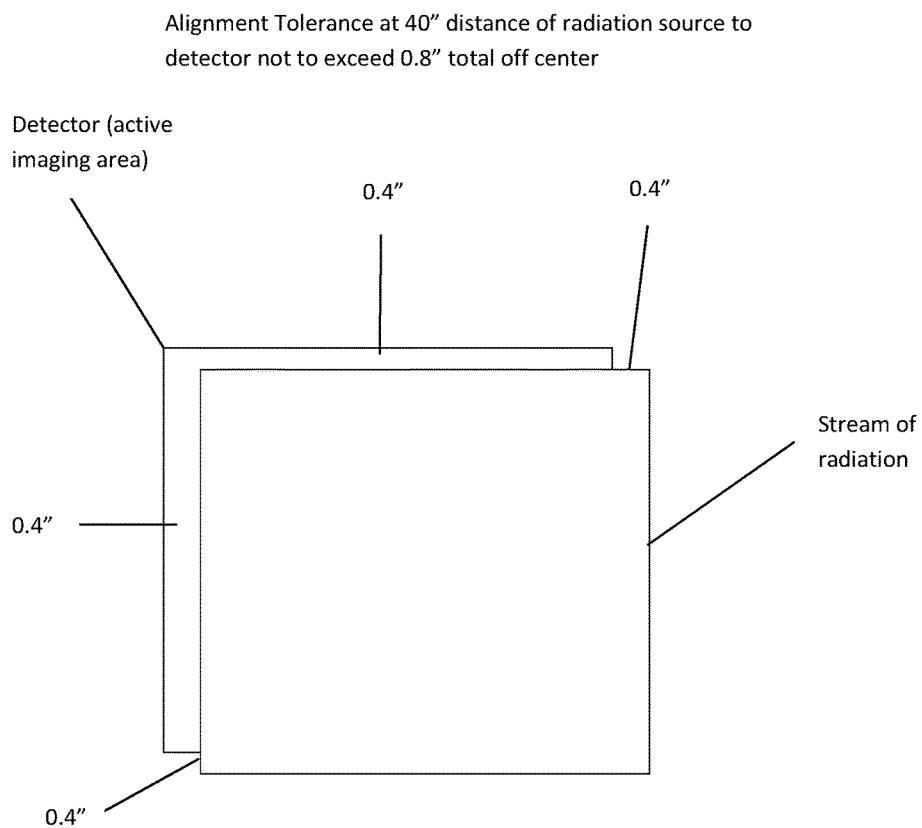 Alignment Tolerance at 40” distance of radiation source to
detector not to exceed 0.8” total off center
Detector (active
imaging area)
0.4”
0.4”
Stream of
radiation
0.4”
0.4”